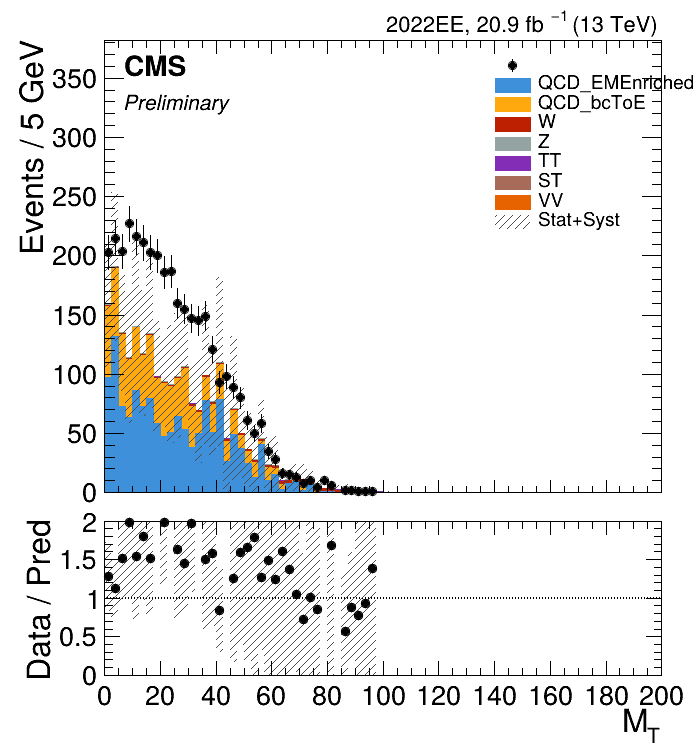 2022EE, 20.9 fb ⁻¹ (13 TeV)
CMS
Preliminary
QCD_EMEnriched
QCD_bcToE
W
Z
TT
ST
VV
Stat+Syst
Events / 5 GeV
350
300
250
200
150
100
50
0
Data / Pred
2
1.5
1
0.5
0
0 20 40 60 80 100 120 140 160 180 200
M_T